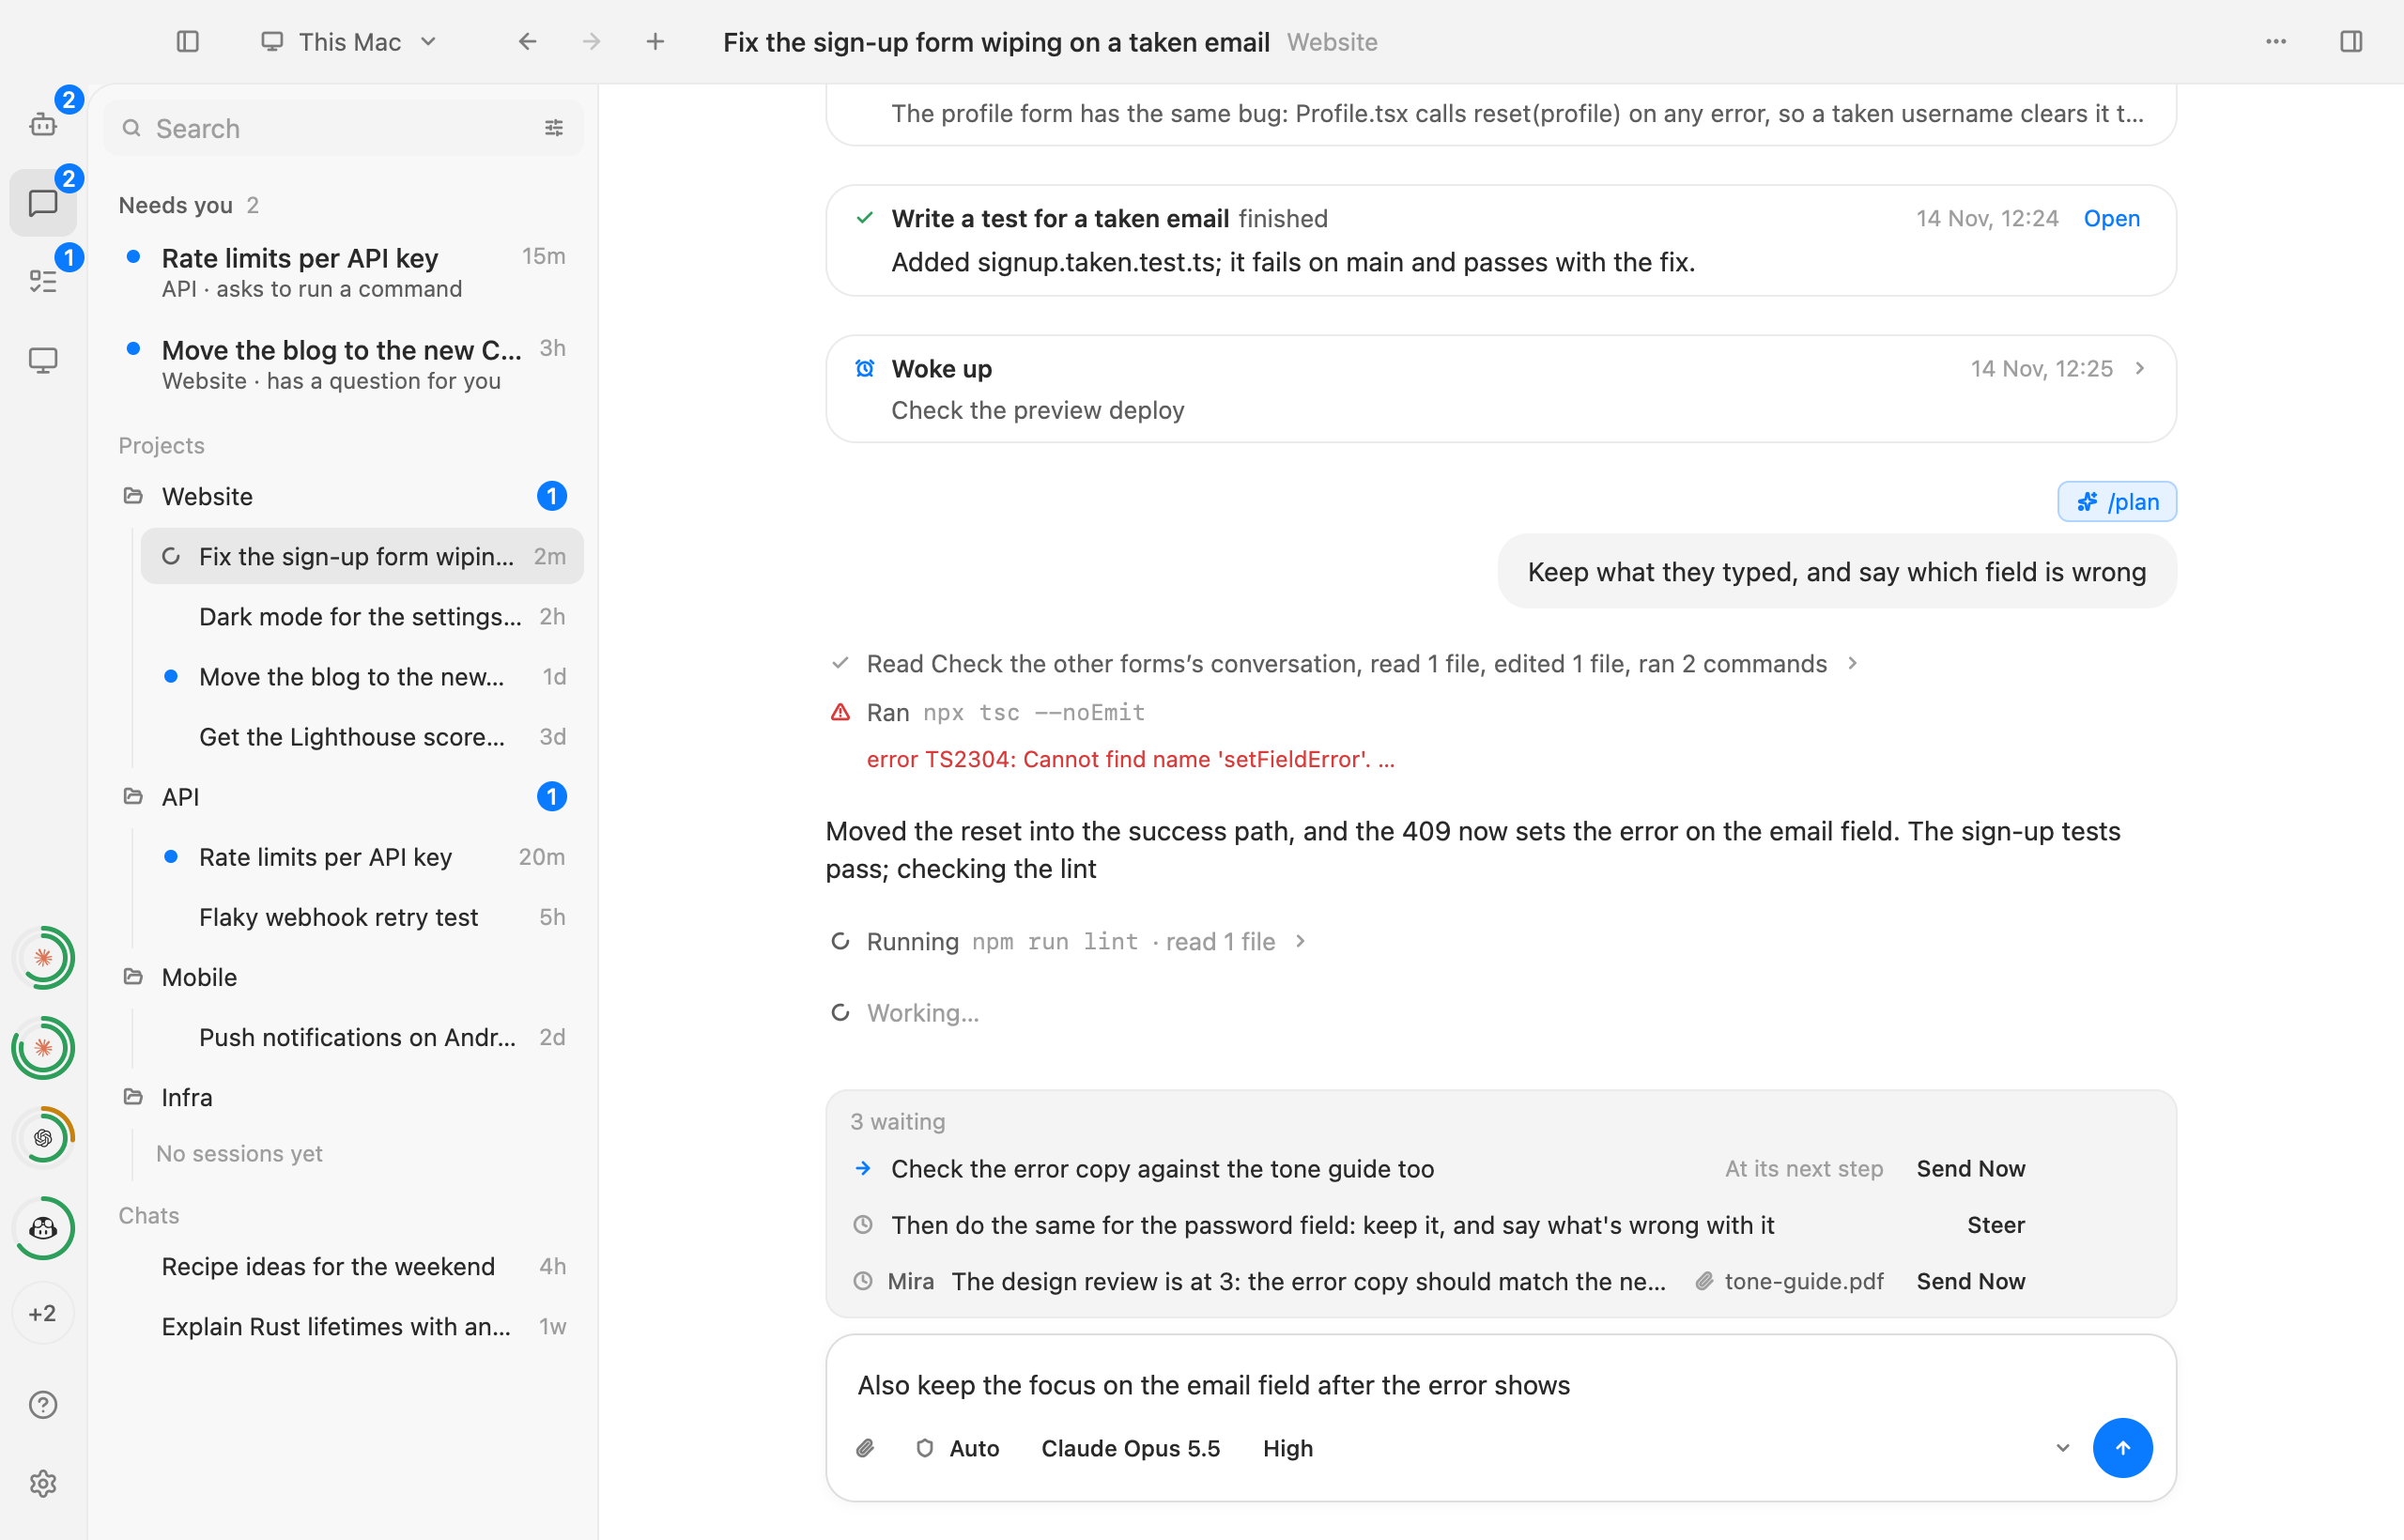 This Mac
Fix the sign-up form wiping on a taken email Website
2
2
1
Search
Needs you 2
Rate limits per API key 15m
API · asks to run a command
Move the blog to the new C... 3h
Website · has a question for you
Projects
Website 1
Fix the sign-up form wipin... 2m
Dark mode for the settings... 2h
Move the blog to the new... 1d
Get the Lighthouse score... 3d
API 1
Rate limits per API key 20m
Flaky webhook retry test 5h
Mobile
Push notifications on Andr... 2d
Infra
No sessions yet
Chats
Recipe ideas for the weekend 4h
Explain Rust lifetimes with an... 1w
+2
The profile form has the same bug: Profile.tsx calls reset(profile) on any error, so a taken username clears it t...
Write a test for a taken email finished 14 Nov, 12:24 Open
Added signup.taken.test.ts; it fails on main and passes with the fix.
Woke up 14 Nov, 12:25
Check the preview deploy
/plan
Keep what they typed, and say which field is wrong
Read Check the other forms’s conversation, read 1 file, edited 1 file, ran 2 commands
Ran npx tsc --noEmit
error TS2304: Cannot find name 'setFieldError'. ...
Moved the reset into the success path, and the 409 now sets the error on the email field. The sign-up tests
pass; checking the lint
Running npm run lint · read 1 file
Working...
3 waiting
Check the error copy against the tone guide too At its next step Send Now
Then do the same for the password field: keep it, and say what's wrong with it Steer
Mira The design review is at 3: the error copy should match the ne... tone-guide.pdf Send Now
Also keep the focus on the email field after the error shows
Auto Claude Opus 5.5 High